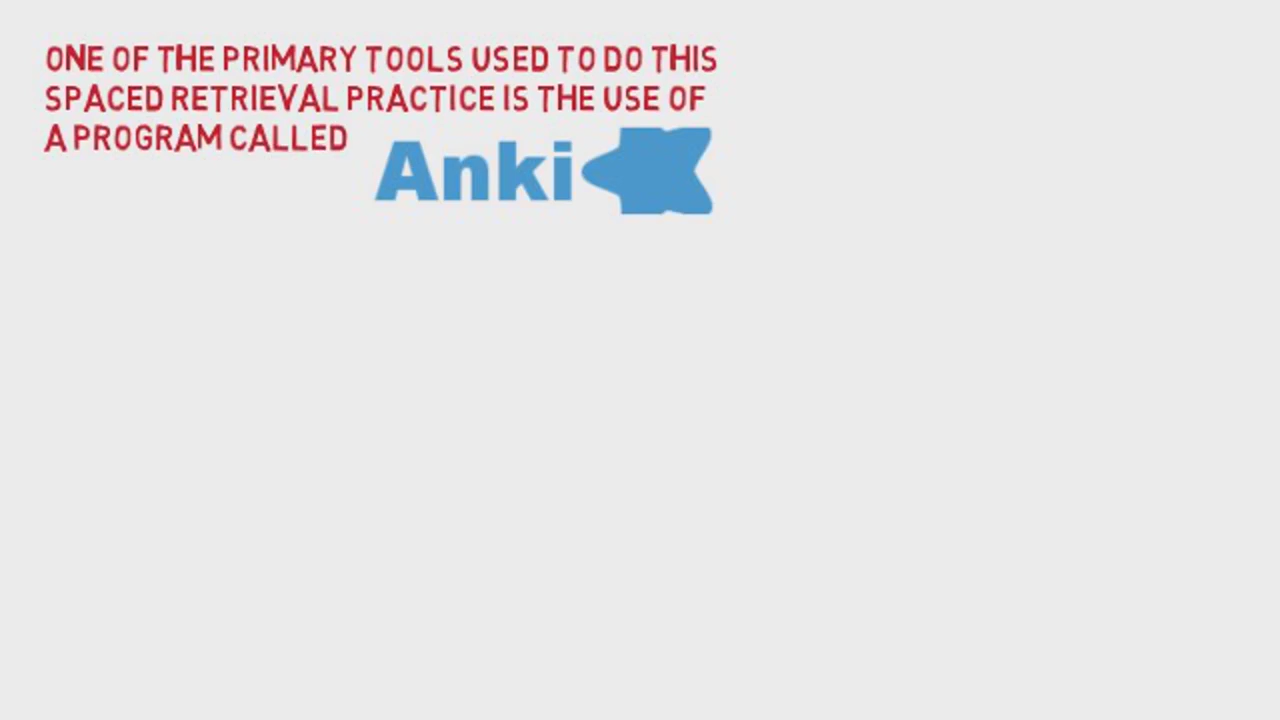 ONE OF THE PRIMARY TOOLS USED TO DO THIS
SPACED RETRIEVAL PRACTICE IS THE USE OF
A PROGRAM CALLED
Anki